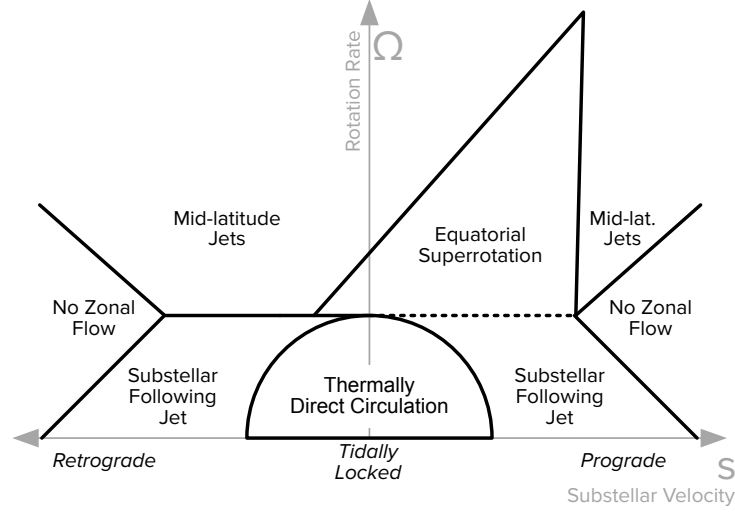 Ω
Rotation Rate
Mid-latitude
Jets
Equatorial
Superrotation
Mid-lat.
Jets
No Zonal
Flow
No Zonal
Flow
Substellar
Following
Jet
Thermally
Direct Circulation
Substellar
Following
Jet
Retrograde
Tidally
Locked
Prograde
S
Substellar Velocity